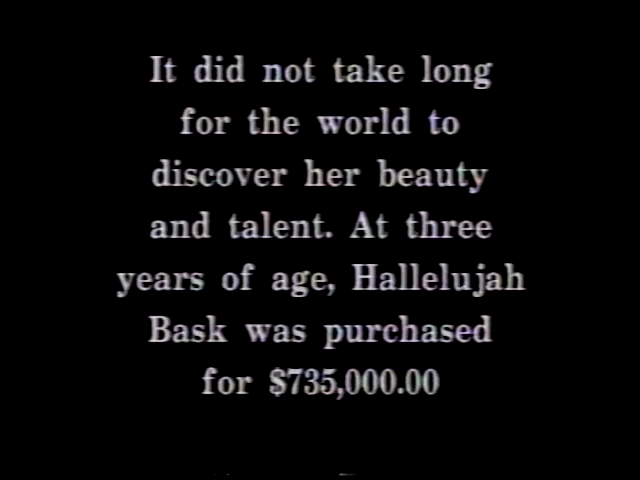 It did not take long
for the world to
discover her beauty
and talent. At three
years of age, Hallelujah
Bask was purchased
for $735,000.00